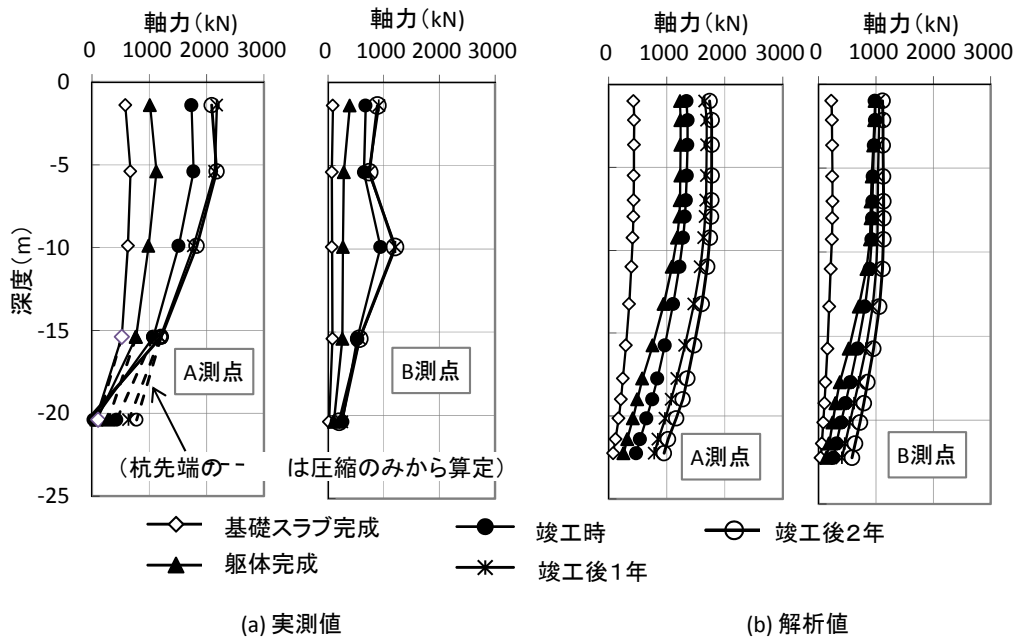 軸力（kN） 軸力（kN） 軸力（kN） 軸力（kN）
0 1000 2000 3000 0 1000 2000 3000 0 1000 2000 3000 0 1000 2000 3000
0
-5
-10
-15
-20
-25
深度（m）
A測点 B測点 A測点 B測点
（杭先端の--は圧縮のみから算定）
基礎スラブ完成 竣工時 竣工後２年
躯体完成 竣工後１年
(a) 実測値 (b) 解析値